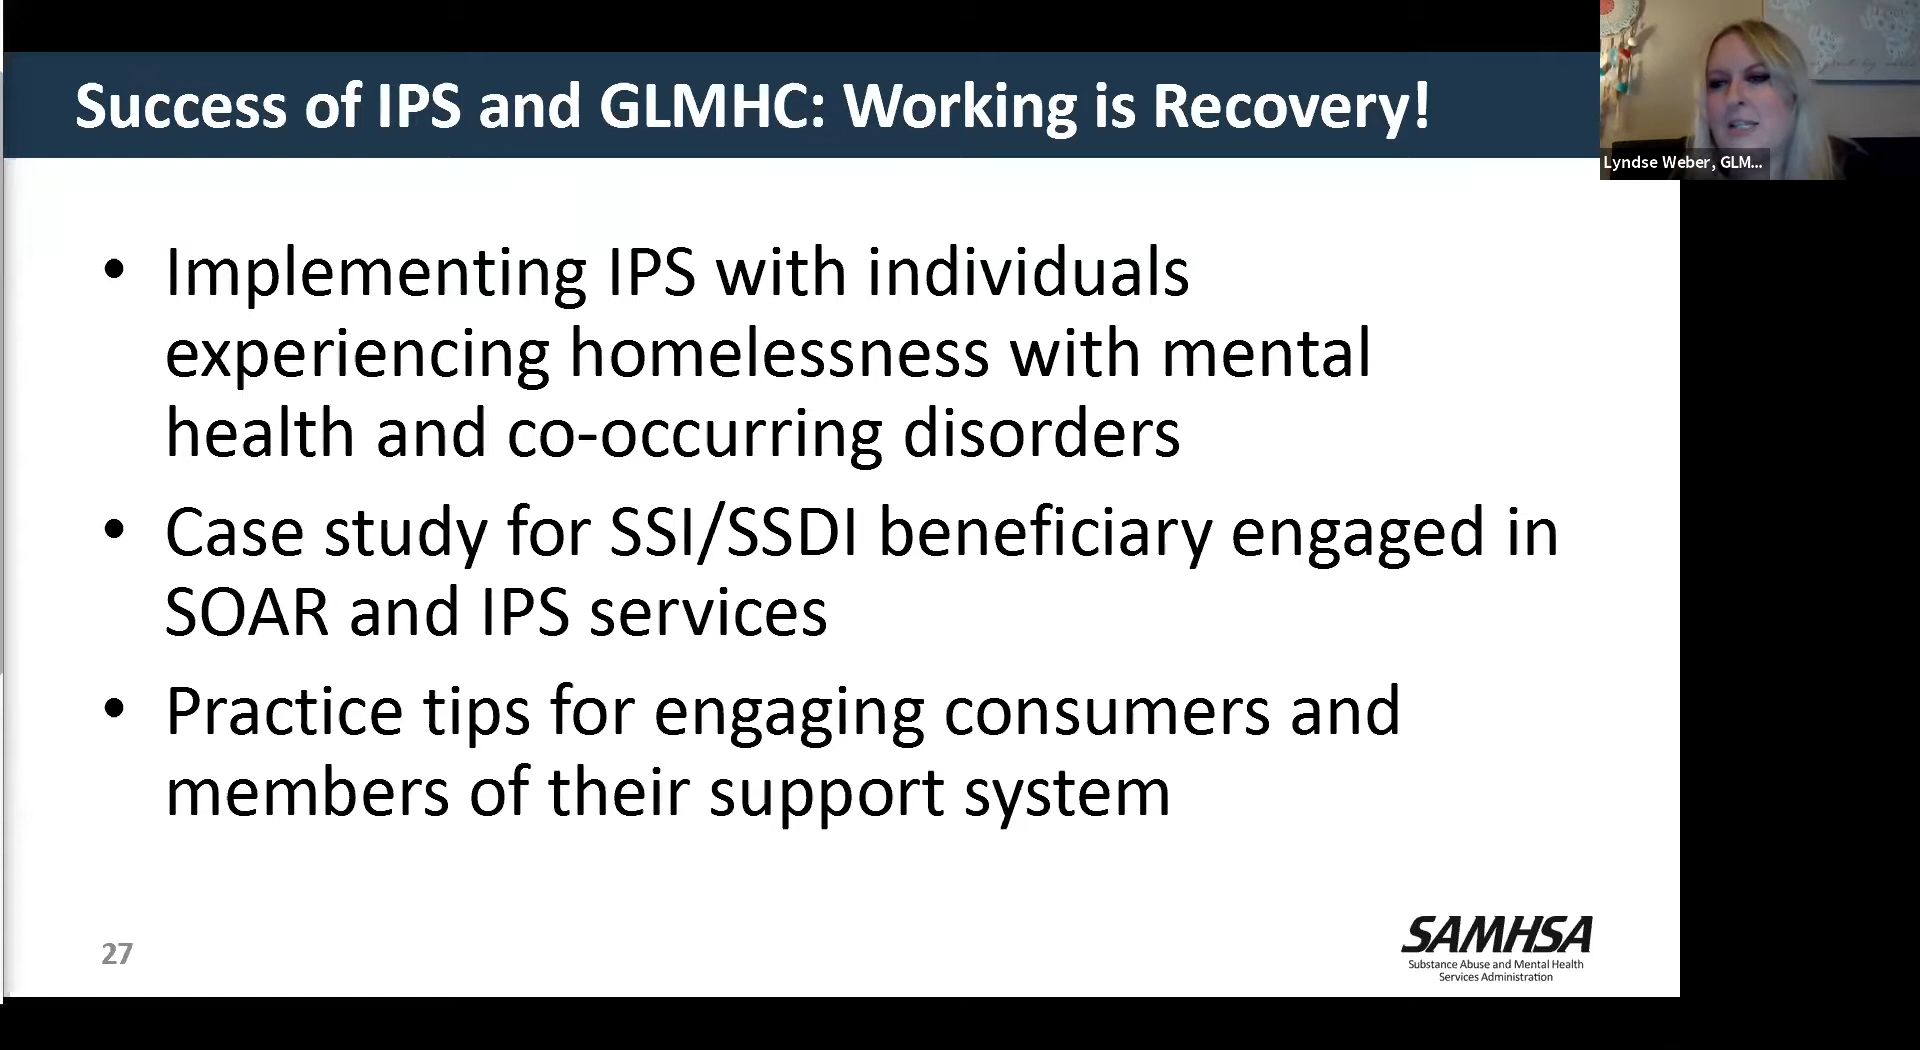 Success of IPS and GLMHC: Working is Recovery!
Lyndse Weber, GLM...
• Implementing IPS with individuals
experiencing homelessness with mental
health and co-occurring disorders
• Case study for SSI/SSDI beneficiary engaged in
SOAR and IPS services
• Practice tips for engaging consumers and
members of their support system
27
SAMHSA
Substance Abuse and Mental Health
Services Administration